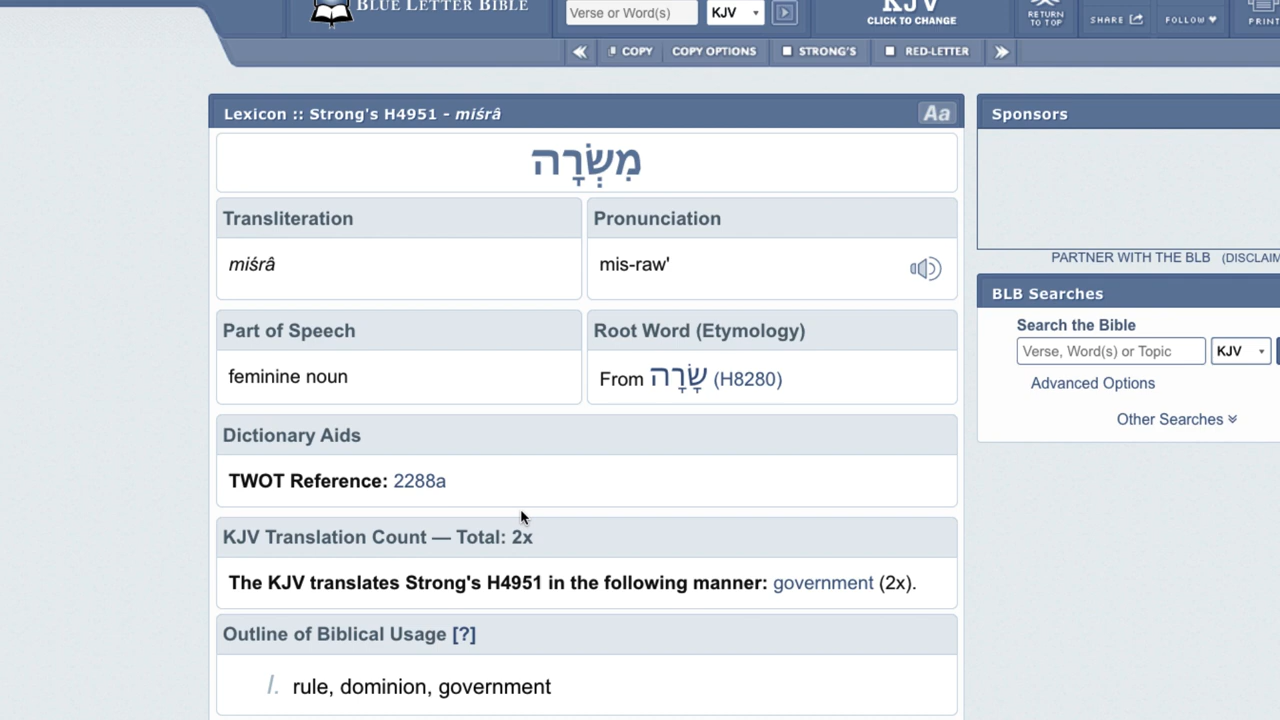 BLUE LETTER BIBLE
Verse or Word(s)
KJV
KJV
CLICK TO CHANGE
RETURN
TO TOP
SHARE
FOLLOW
PRINT
COPY
COPY OPTIONS
STRONG'S
RED-LETTER
Lexicon :: Strong's H4951 - miśrâ
Aa
מִשְׂרָה
Transliteration
miśrâ
Pronunciation
mis-raw'
Part of Speech
feminine noun
Root Word (Etymology)
From שָׂרָה (H8280)
Dictionary Aids
TWOT Reference: 2288a
KJV Translation Count — Total: 2x
The KJV translates Strong's H4951 in the following manner: government (2x).
Outline of Biblical Usage [?]
I. rule, dominion, government
Sponsors
PARTNER WITH THE BLB (DISCLAI
BLB Searches
Search the Bible
Verse, Word(s) or Topic
KJV
Advanced Options
Other Searches